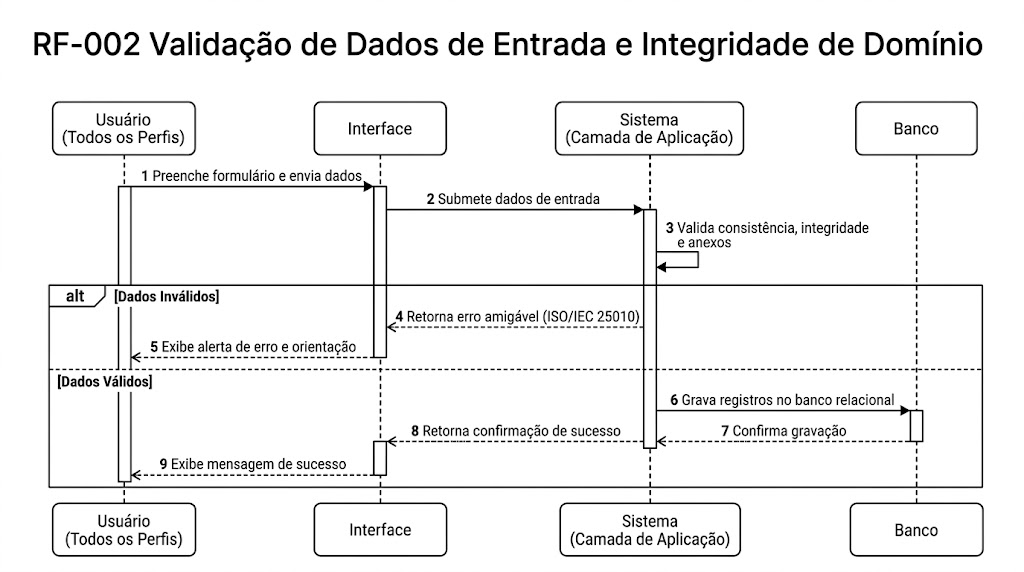 RF-002 Validação de Dados de Entrada e Integridade de Domínio
Usuário
(Todos os Perfis)
Interface
Sistema
(Camada de Aplicação)
Banco
1 Preenche formulário e envia dados
2 Submete dados de entrada
3 Valida consistência, integridade
e anexos
alt
[Dados Inválidos]
4 Retorna erro amigável (ISO/IEC 25010)
5 Exibe alerta de erro e orientação
[Dados Válidos]
6 Grava registros no banco relacional
8 Retorna confirmação de sucesso
7 Confirma gravação
9 Exibe mensagem de sucesso
Usuário
(Todos os Perfis)
Interface
Sistema
(Camada de Aplicação)
Banco